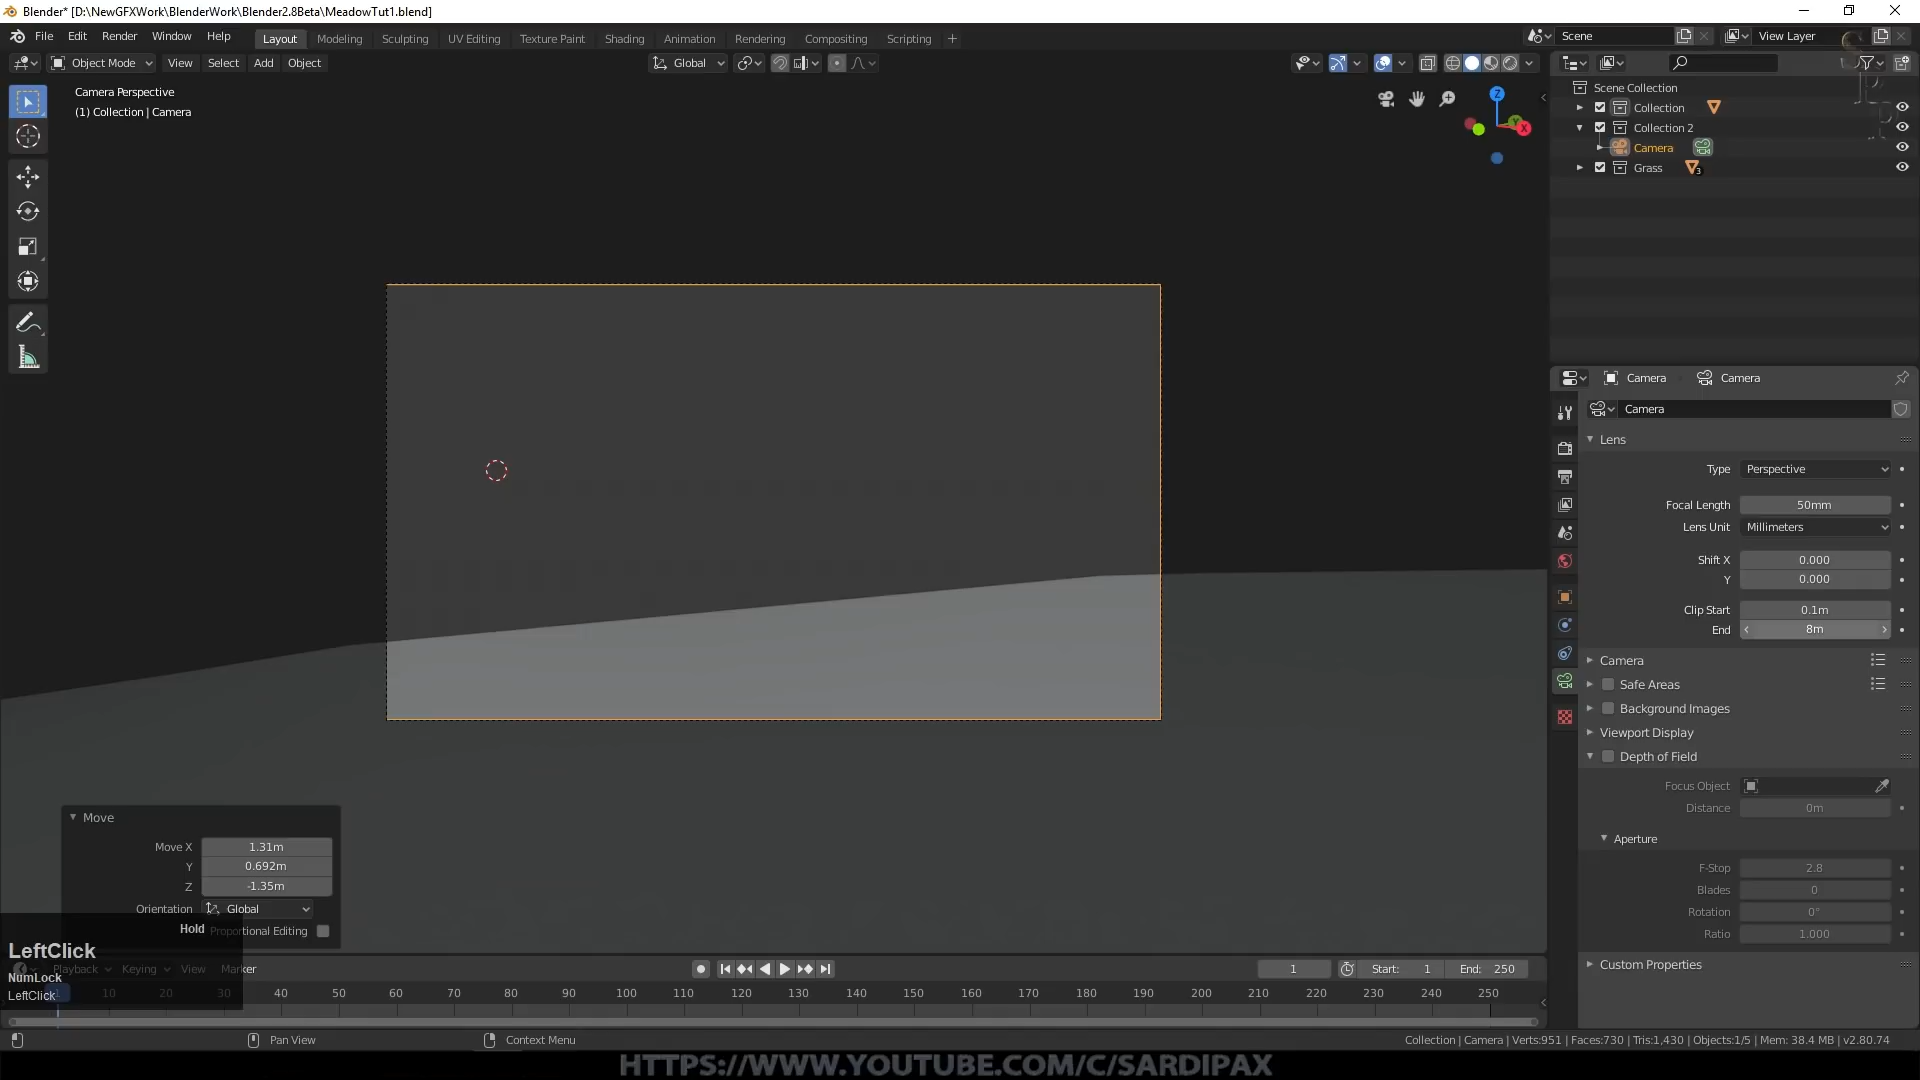 Blender* [D:\NewGFXWork\BlenderWork\Blender2.8Beta\MeadowTut1.blend]
File Edit Render Window Help
Layout Modeling Sculpting UV Editing Texture Paint Shading Animation Rendering Compositing Scripting
Scene
View Layer
Object Mode View Select Add Object
Global
Camera Perspective
(1) Collection | Camera
Z
Y
X
Scene Collection
Collection
Collection 2
Camera
Grass
3
Camera Camera
Camera
Lens
Type Perspective
Focal Length 50mm
Lens Unit Millimeters
Shift X 0.000
Y 0.000
Clip Start 0.1m
End 8m
Camera
Safe Areas
Background Images
Viewport Display
Depth of Field
Focus Object
Distance 0m
Aperture
F-Stop 2.8
Blades 0
Rotation 0°
Ratio 1.000
Custom Properties
Move
Move X 1.31m
Y 0.692m
Z -1.35m
Orientation Global
Hold Proportional Editing
LeftClick
NumLock
LeftClick
Playback Keying View Marker
1 Start: 1 End: 250
1 10 20 30 40 50 60 70 80 90 100 110 120 130 140 150 160 170 180 190 200 210 220 230 240 250
Pan View
Context Menu
Collection | Camera | Verts:951 | Faces:730 | Tris:1,430 | Objects:1/5 | Mem: 38.4 MB | v2.80.74
HTTPS://WWW.YOUTUBE.COM/C/SARDIPAX